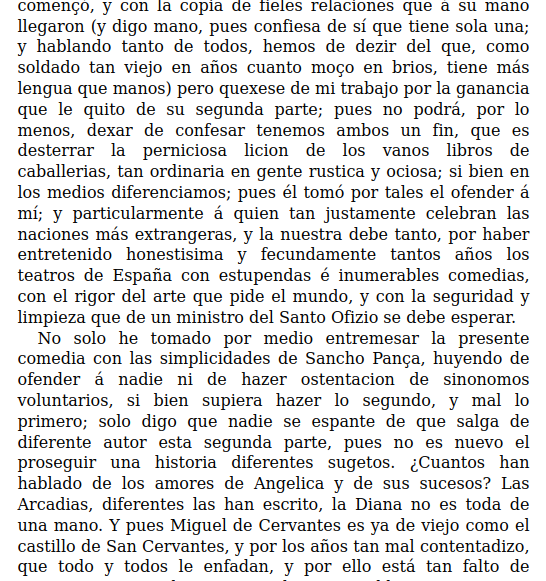 començo, y con la copia de fieles relaciones que á su mano
llegaron (y digo mano, pues confiesa de sí que tiene sola una;
y hablando tanto de todos, hemos de dezir del que, como
soldado tan viejo en años cuanto moço en brios, tiene más
lengua que manos) pero quexese de mi trabajo por la ganancia
que le quito de su segunda parte; pues no podrá, por lo
menos, dexar de confesar tenemos ambos un fin, que es
desterrar la perniciosa licion de los vanos libros de
caballerias, tan ordinaria en gente rustica y ociosa; si bien en
los medios diferenciamos; pues él tomó por tales el ofender á
mí; y particularmente á quien tan justamente celebran las
naciones más extrangeras, y la nuestra debe tanto, por haber
entretenido honestisima y fecundamente tantos años los
teatros de España con estupendas é inumerables comedias,
con el rigor del arte que pide el mundo, y con la seguridad y
limpieza que de un ministro del Santo Ofizio se debe esperar.
No solo he tomado por medio entremesar la presente
comedia con las simplicidades de Sancho Pança, huyendo de
ofender á nadie ni de hazer ostentacion de sinonomos
voluntarios, si bien supiera hazer lo segundo, y mal lo
primero; solo digo que nadie se espante de que salga de
diferente autor esta segunda parte, pues no es nuevo el
proseguir una historia diferentes sugetos. ¿Cuantos han
hablado de los amores de Angelica y de sus sucesos? Las
Arcadias, diferentes las han escrito, la Diana no es toda de
una mano. Y pues Miguel de Cervantes es ya de viejo como el
castillo de San Cervantes, y por los años tan mal contentadizo,
que todo y todos le enfadan, y por ello está tan falto de